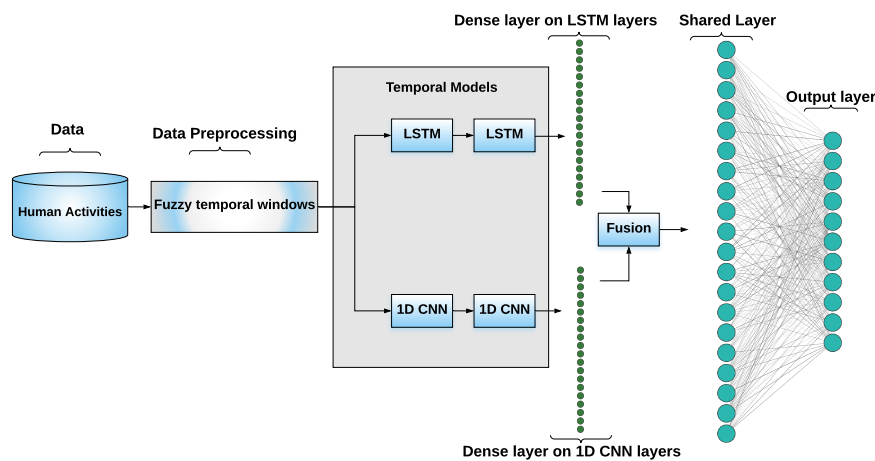 Dense layer on LSTM layers
Shared Layer
Output layer
Temporal Models
Data
Data Preprocessing
LSTM
LSTM
Human Activities
Fuzzy temporal windows
Fusion
1D CNN
1D CNN
Dense layer on 1D CNN layers